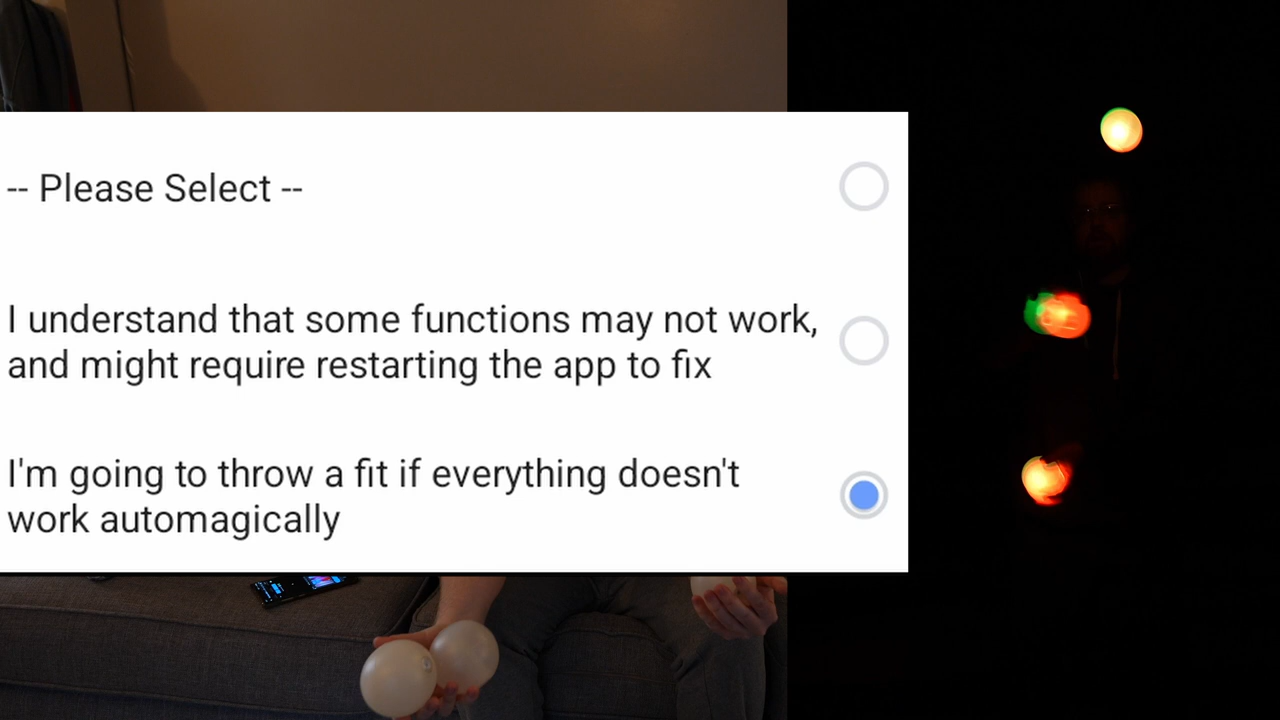 -- Please Select --
I understand that some functions may not work,
and might require restarting the app to fix
I'm going to throw a fit if everything doesn't
work automagically